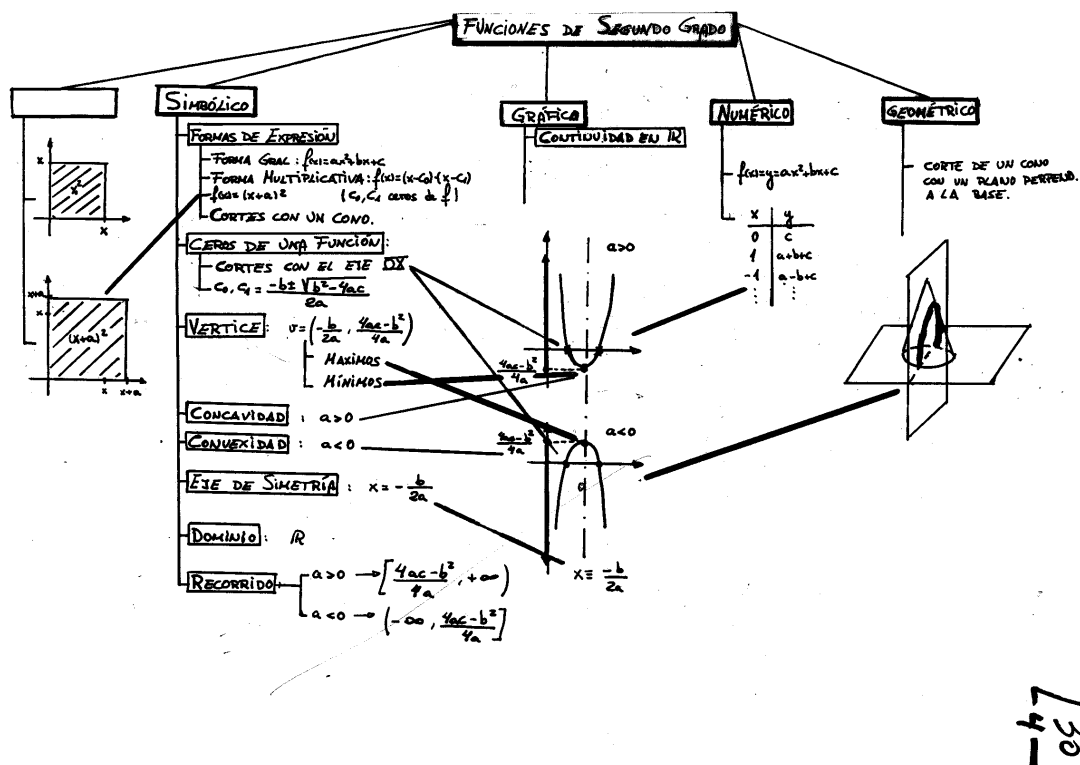 FUNCIONES DE SEGUNDO GRADO
SIMBÓLICO
GRÁFICA
NUMÉRICO
GEOMÉTRICO
x
x²
x
x+a
x
(x+a)²
x
x+a
FORMAS DE EXPRESIÓN
FORMA GRAL: f(x)=ax²+bx+c
FORMA MULTIPLICATIVA: f(x)=(x-C₀)·(x-C₁)
f(x)=(x+a)² (C₀, C₁ ceros de f)
CORTES CON UN CONO.
CEROS DE UNA FUNCIÓN:
CORTES CON EL EJE OX
C₀, C₁ = (-b±√(b²-4ac))/2a
VERTICE: v=(-b/2a, (4ac-b²)/4a)
MAXIMOS
MÍNIMOS
CONCAVIDAD: a>0
CONVEXIDAD: a<0
EJE DE SIMETRÍA: x=-b/2a
DOMINIO: ℝ
RECORRIDO
a>0 → [(4ac-b²)/4a, +∞)
a<0 → (-∞, (4ac-b²)/4a]
CONTINUIDAD EN ℝ
a>0
(4ac-b²)/4a
a<0
(4ac-b²)/4a
x≡ -b/2a
f(x)=y=ax²+bx+c
x y
0 c
1 a+b+c
-1 a-b+c
⋮ ⋮
CORTE DE UN CONO
CON UN PLANO PERPEND.
A LA BASE.
30
4